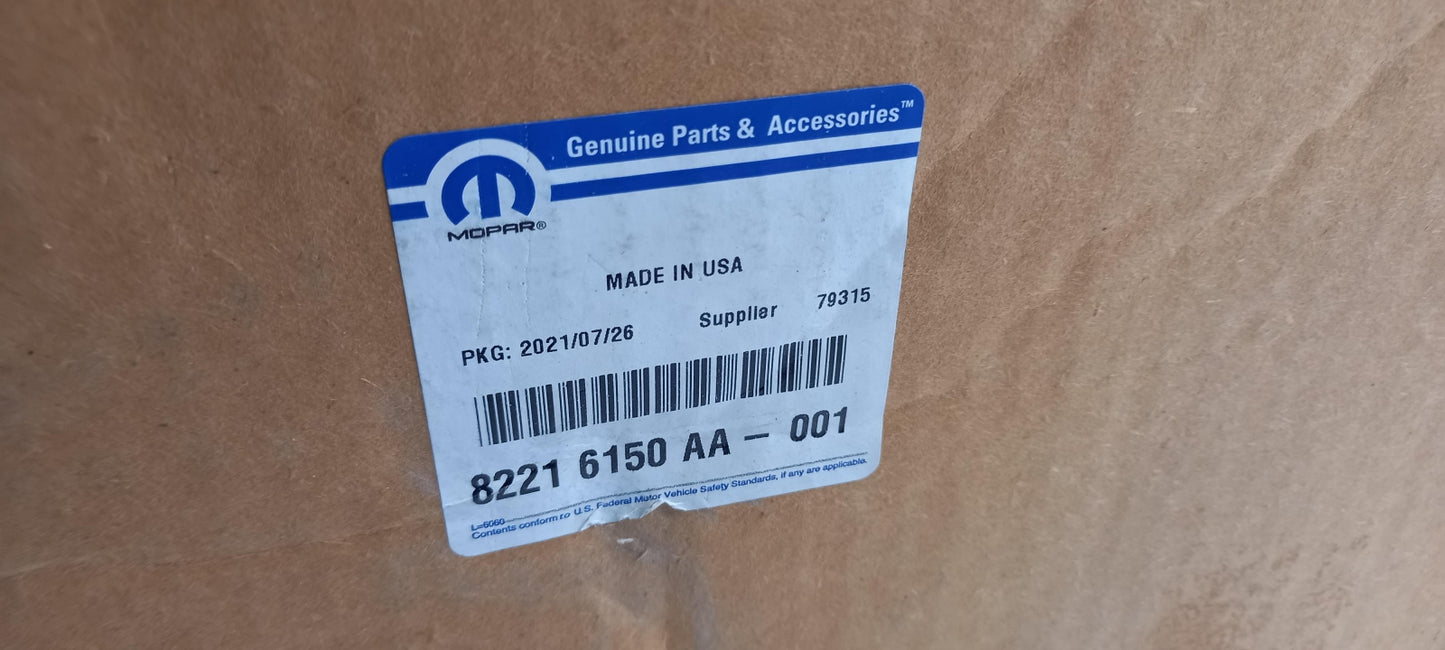 Genuine Parts & Accessories™
MOPAR®
MADE IN USA
PKG: 2021/07/26 Supplier 79315
8221 6150 AA – 001
L=6060
Contents conform to U.S. Federal Motor Vehicle Safety Standards, if any are applicable.